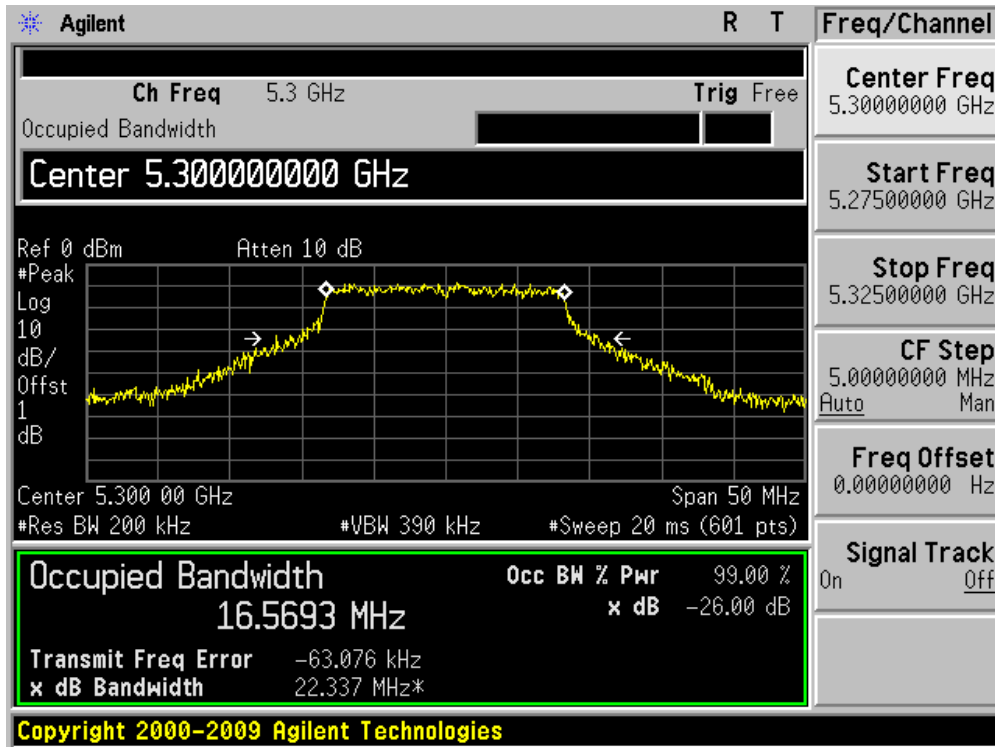 Agilent
R T
Freq/Channel
Ch Freq 5.3 GHz
Trig Free
Occupied Bandwidth
Center 5.300000000 GHz
Ref 0 dBm
Atten 10 dB
#Peak
Log
10
dB/
Offst
1
dB
Center 5.300 00 GHz
Span 50 MHz
#Res BW 200 kHz
#VBW 390 kHz
#Sweep 20 ms (601 pts)
Occupied Bandwidth
16.5693 MHz
Occ BW % Pwr 99.00 %
x dB -26.00 dB
Transmit Freq Error -63.076 kHz
x dB Bandwidth 22.337 MHz*
Copyright 2000-2009 Agilent Technologies
Center Freq
5.30000000 GHz
Start Freq
5.27500000 GHz
Stop Freq
5.32500000 GHz
CF Step
5.00000000 MHz
Auto Man
Freq Offset
0.00000000 Hz
Signal Track
On Off